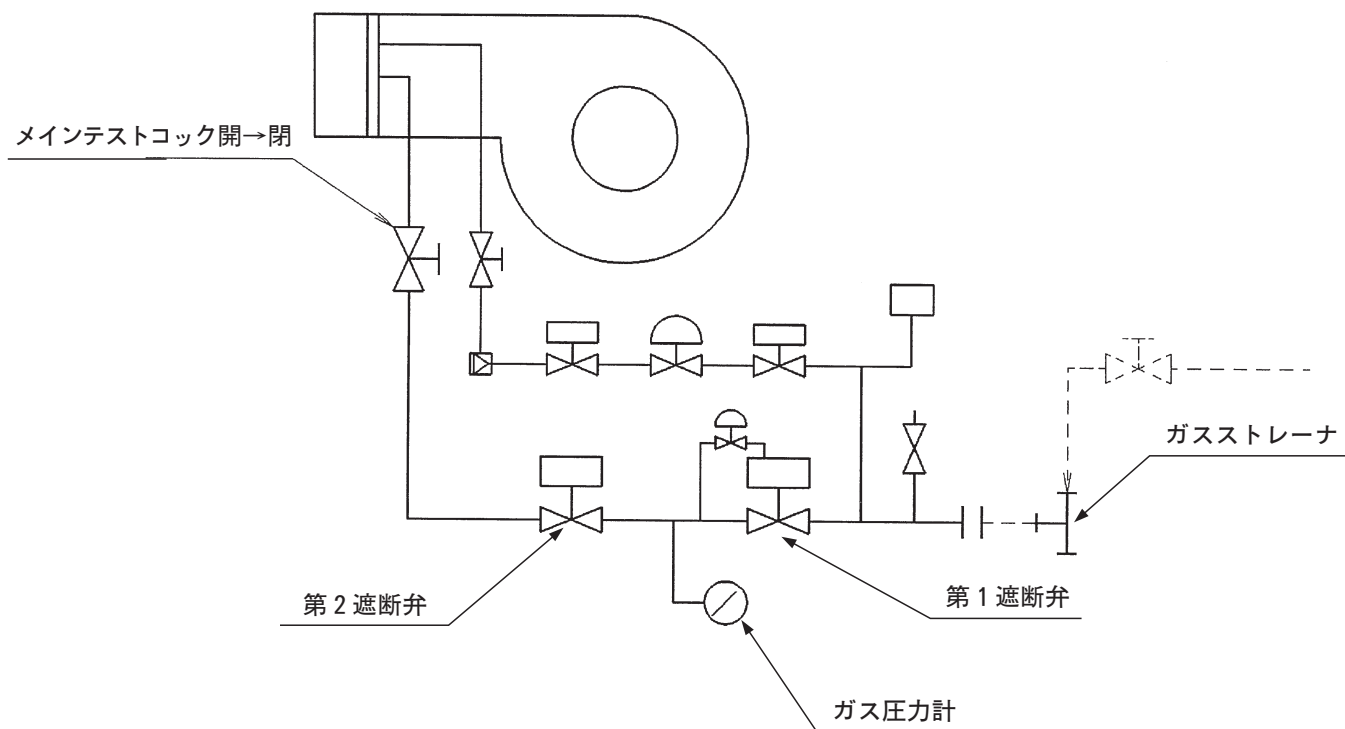 メインテストコック開→閉
ガスストレーナ
第2遮断弁
第1遮断弁
ガス圧力計